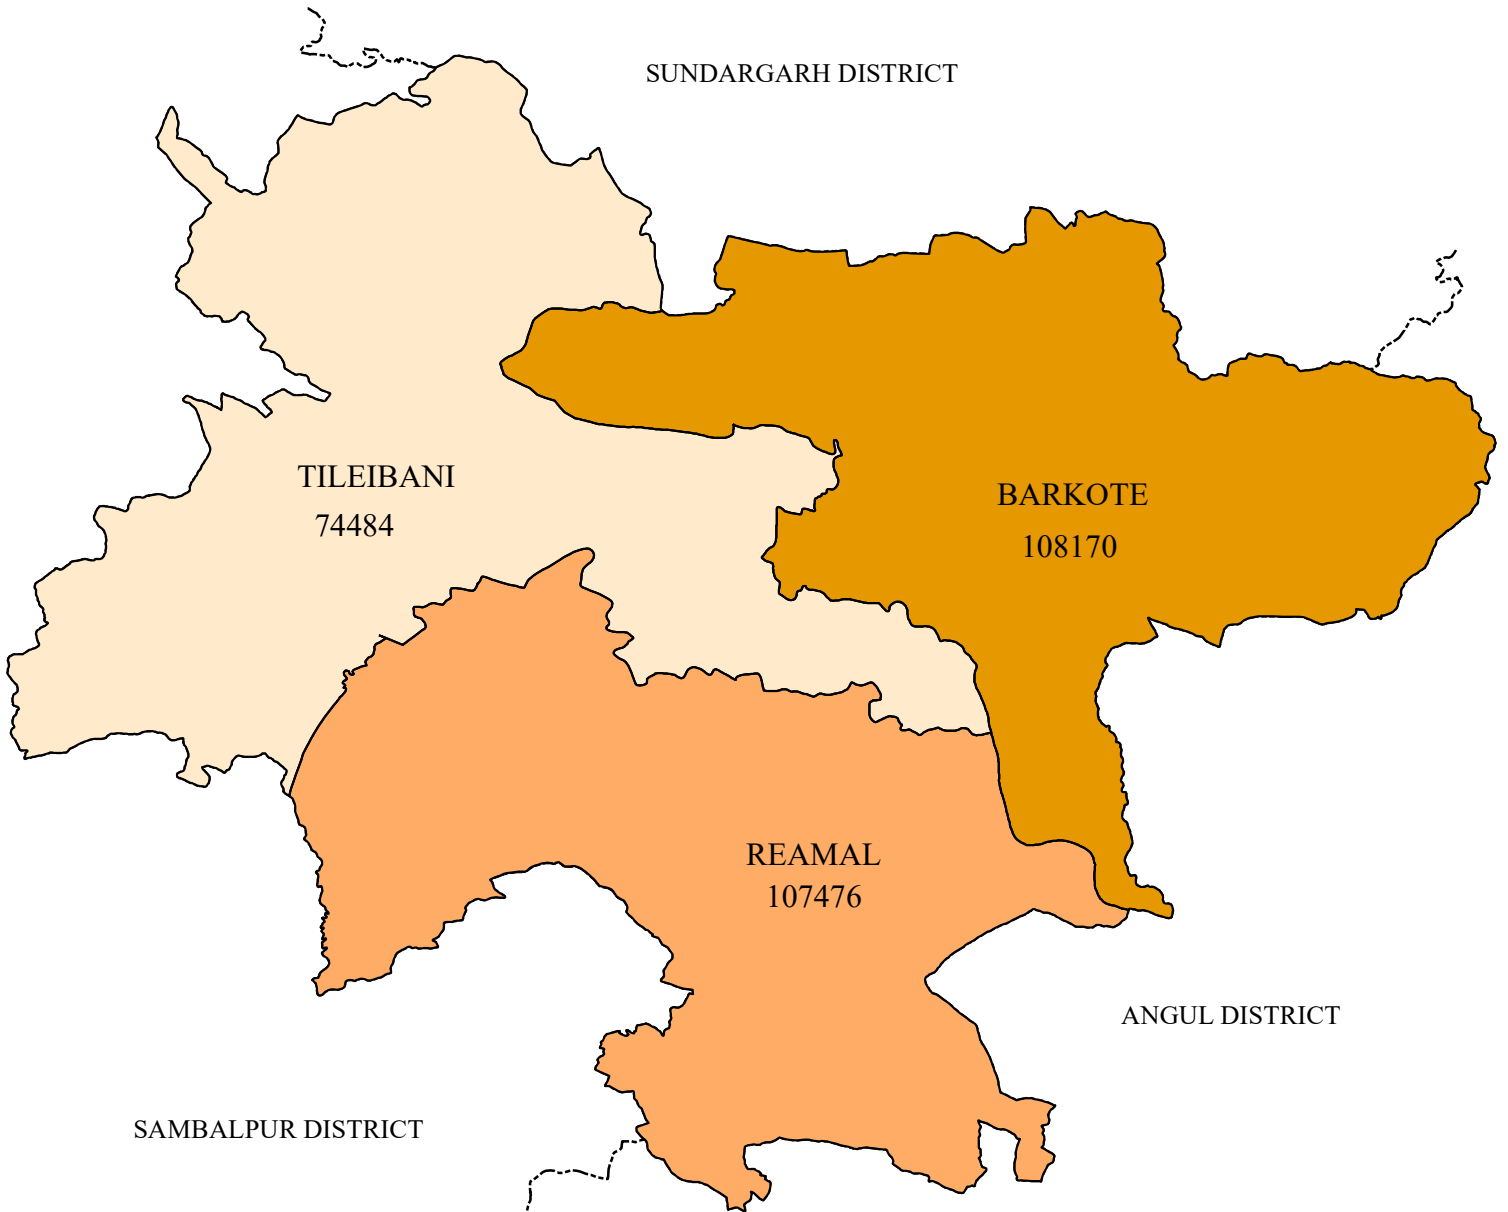 SUNDARGARH DISTRICT
TILEIBANI
74484
BARKOTE
108170
REAMAL
107476
ANGUL DISTRICT
SAMBALPUR DISTRICT